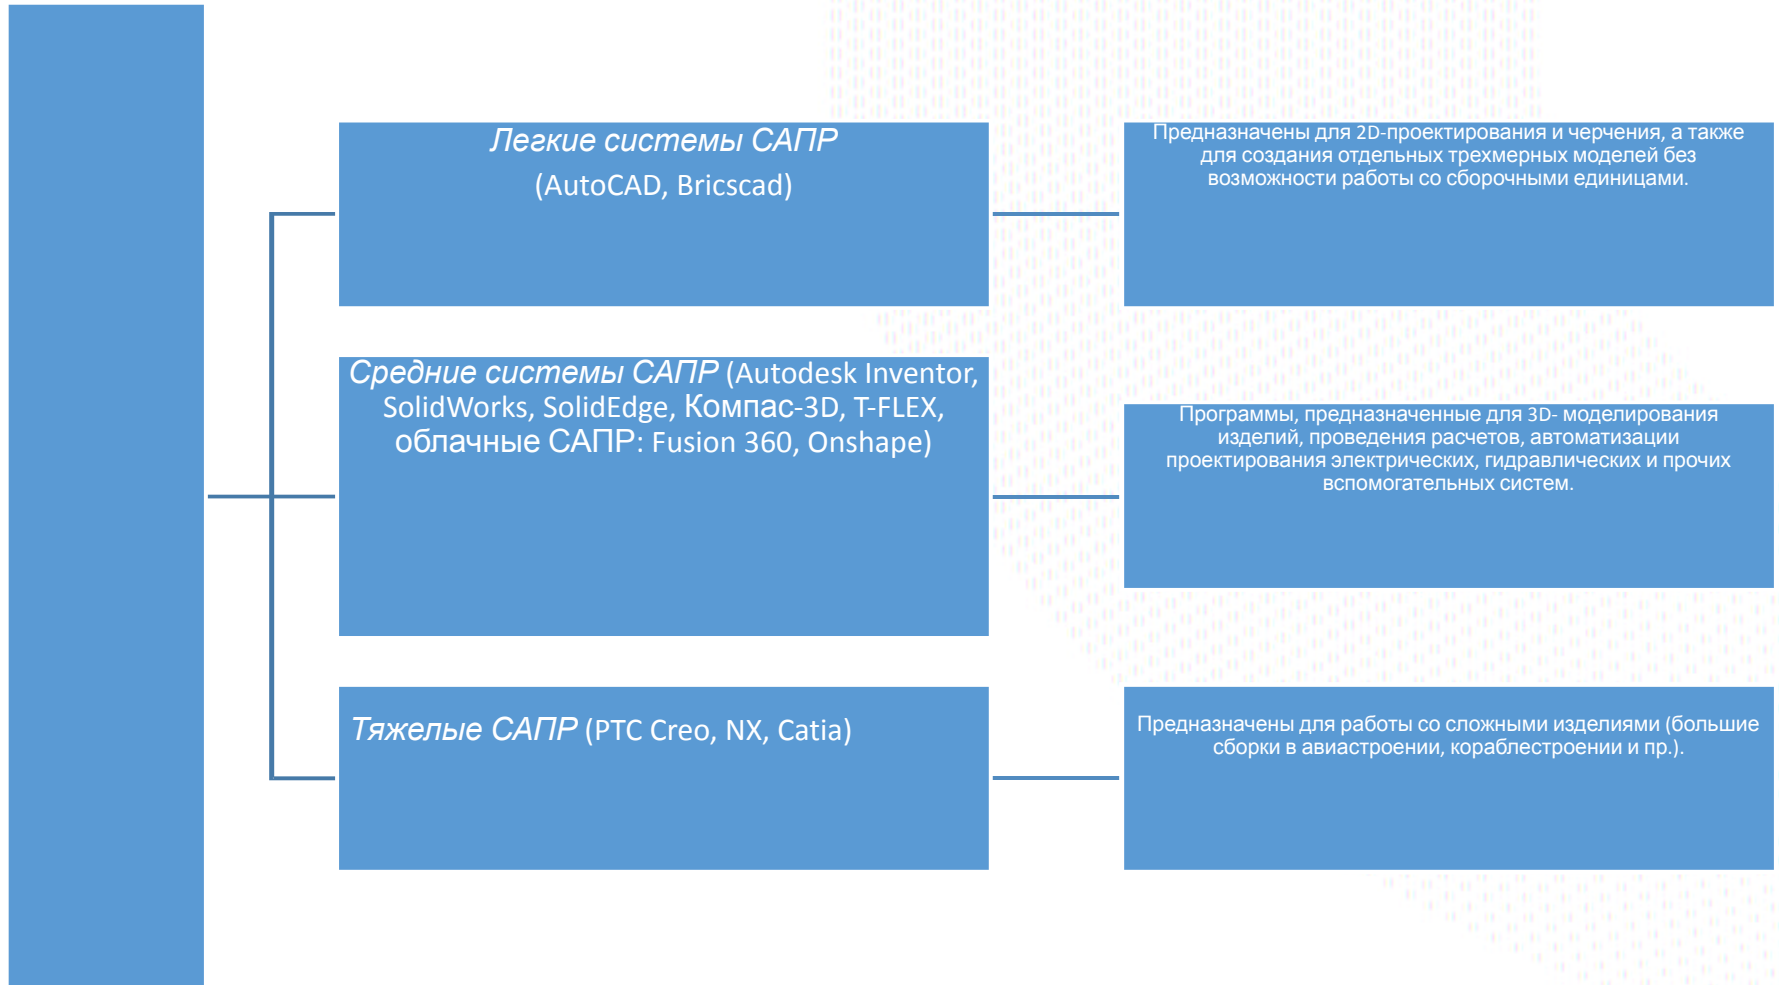 Легкие системы САПР
(AutoCAD, Bricscad)
Предназначены для 2D-проектирования и черчения, а также
для создания отдельных трехмерных моделей без
возможности работы со сборочными единицами.
Средние системы САПР (Autodesk Inventor,
SolidWorks, SolidEdge, Компас-3D, T-FLEX,
облачные САПР: Fusion 360, Onshape)
Программы, предназначенные для 3D- моделирования
изделий, проведения расчетов, автоматизации
проектирования электрических, гидравлических и прочих
вспомогательных систем.
Тяжелые САПР (PTC Creo, NX, Catia)
Предназначены для работы со сложными изделиями (большие
сборки в авиастроении, кораблестроении и пр.).